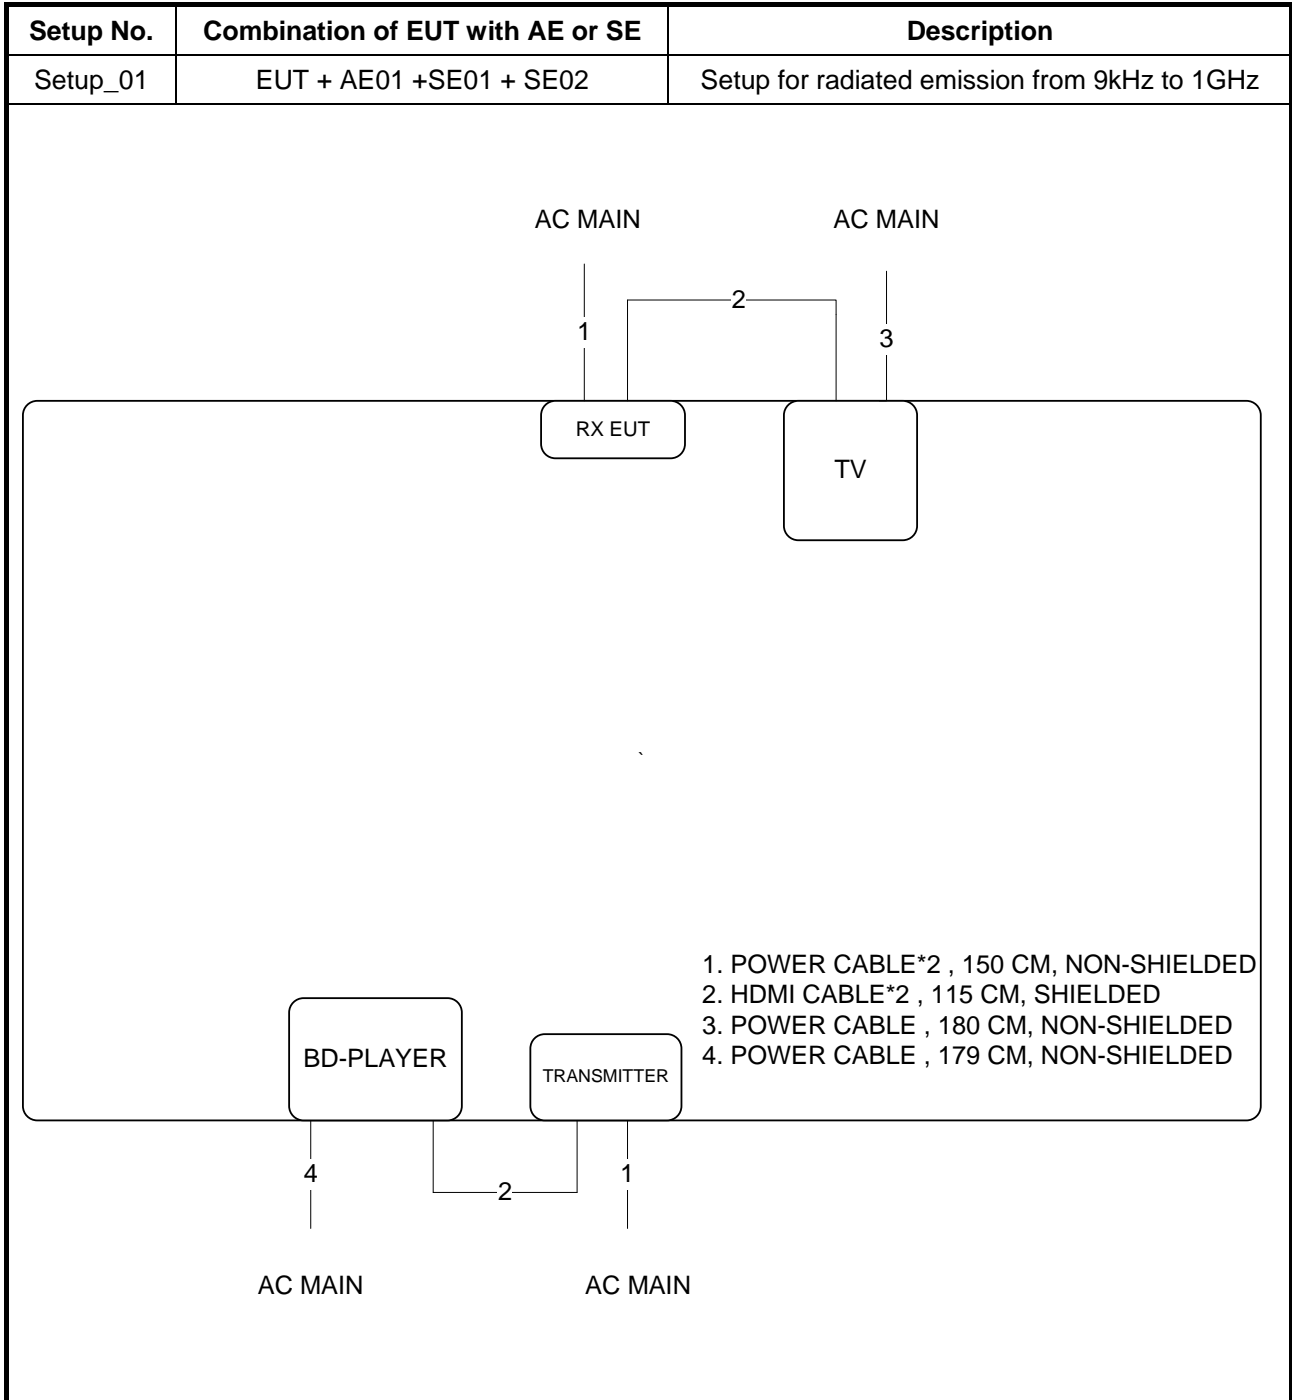 Setup No. Combination of EUT with AE or SE Description
Setup_01 EUT + AE01 +SE01 + SE02 Setup for radiated emission from 9kHz to 1GHz
AC MAIN AC MAIN
2
1
3
RX EUT
TV
`
1. POWER CABLE*2 , 150 CM, NON-SHIELDED
2. HDMI CABLE*2 , 115 CM, SHIELDED
3. POWER CABLE , 180 CM, NON-SHIELDED
4. POWER CABLE , 179 CM, NON-SHIELDED
BD-PLAYER
TRANSMITTER
4 1
2
AC MAIN AC MAIN